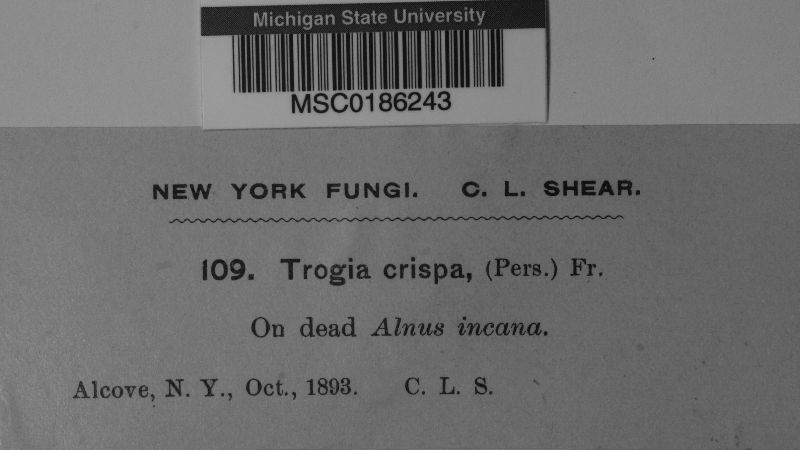 Michigan State University
MSC0186243
NEW YORK FUNGI. C. L. SHEAR.
109. Trogia crispa, (Pers.) Fr.
On dead Alnus incana.
Alcove, N. Y., Oct., 1893. C. L. S.